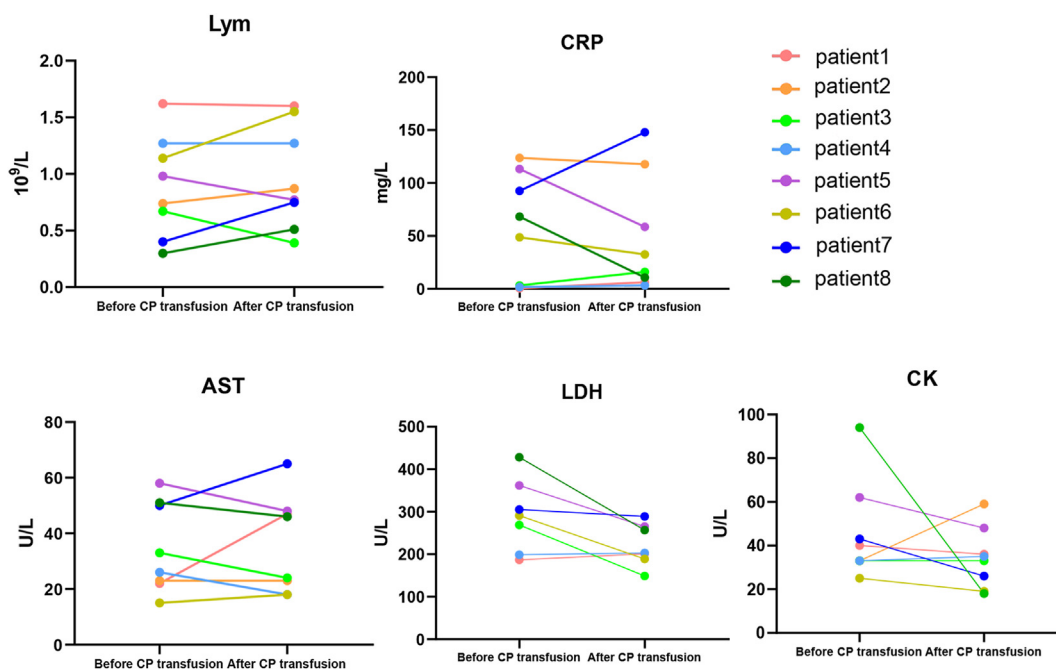 Lym
2.0
1.5
1.0
0.5
0.0
10⁹/L
Before CP transfusion After CP transfusion
CRP
200
150
100
50
0
mg/L
Before CP transfusion After CP transfusion
patient1
patient2
patient3
patient4
patient5
patient6
patient7
patient8
AST
80
60
40
20
0
U/L
Before CP transfusion After CP transfusion
LDH
500
400
300
200
100
0
U/L
Before CP transfusion After CP transfusion
CK
100
80
60
40
20
0
U/L
Before CP transfusion After CP transfusion